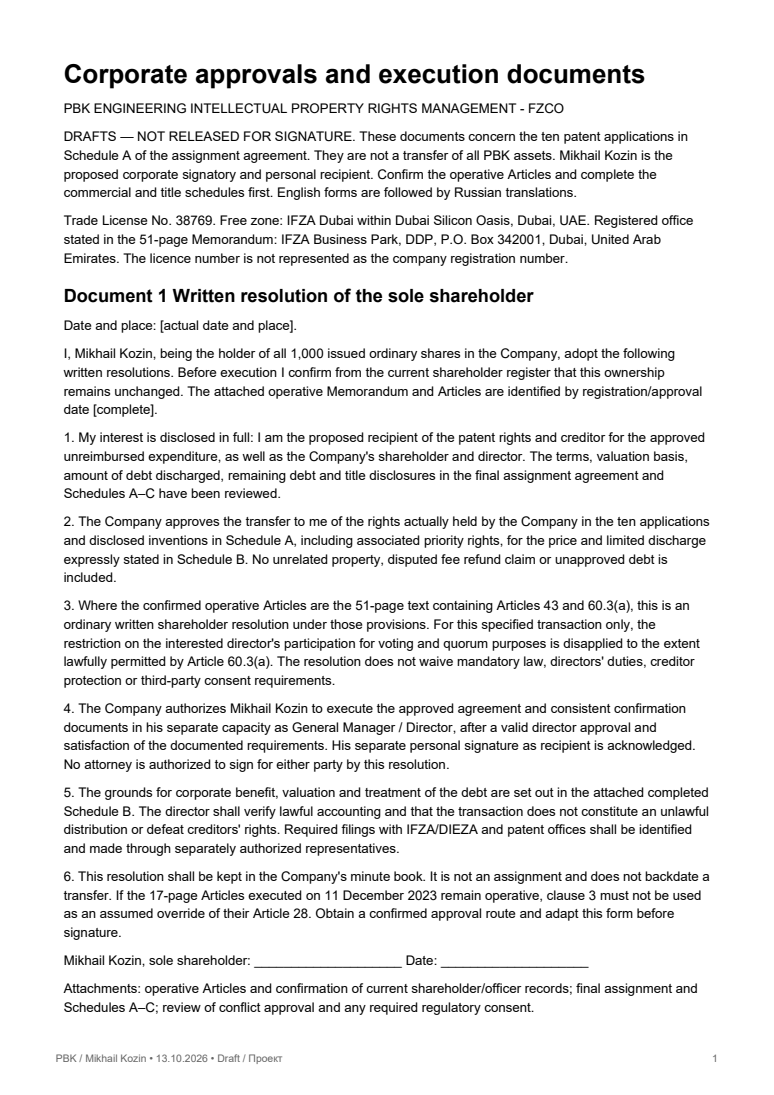 Corporate approvals and execution documents
PBK ENGINEERING INTELLECTUAL PROPERTY RIGHTS MANAGEMENT - FZCO
DRAFTS — NOT RELEASED FOR SIGNATURE. These documents concern the ten patent applications in
Schedule A of the assignment agreement. They are not a transfer of all PBK assets. Mikhail Kozin is the
proposed corporate signatory and personal recipient. Confirm the operative Articles and complete the
commercial and title schedules first. English forms are followed by Russian translations.
Trade License No. 38769. Free zone: IFZA Dubai within Dubai Silicon Oasis, Dubai, UAE. Registered office
stated in the 51-page Memorandum: IFZA Business Park, DDP, P.O. Box 342001, Dubai, United Arab
Emirates. The licence number is not represented as the company registration number.
Document 1 Written resolution of the sole shareholder
Date and place: [actual date and place].
I, Mikhail Kozin, being the holder of all 1,000 issued ordinary shares in the Company, adopt the following
written resolutions. Before execution I confirm from the current shareholder register that this ownership
remains unchanged. The attached operative Memorandum and Articles are identified by registration/approval
date [complete].
1. My interest is disclosed in full: I am the proposed recipient of the patent rights and creditor for the approved
unreimbursed expenditure, as well as the Company's shareholder and director. The terms, valuation basis,
amount of debt discharged, remaining debt and title disclosures in the final assignment agreement and
Schedules A–C have been reviewed.
2. The Company approves the transfer to me of the rights actually held by the Company in the ten applications
and disclosed inventions in Schedule A, including associated priority rights, for the price and limited discharge
expressly stated in Schedule B. No unrelated property, disputed fee refund claim or unapproved debt is
included.
3. Where the confirmed operative Articles are the 51-page text containing Articles 43 and 60.3(a), this is an
ordinary written shareholder resolution under those provisions. For this specified transaction only, the
restriction on the interested director's participation for voting and quorum purposes is disapplied to the extent
lawfully permitted by Article 60.3(a). The resolution does not waive mandatory law, directors' duties, creditor
protection or third-party consent requirements.
4. The Company authorizes Mikhail Kozin to execute the approved agreement and consistent confirmation
documents in his separate capacity as General Manager / Director, after a valid director approval and
satisfaction of the documented requirements. His separate personal signature as recipient is acknowledged.
No attorney is authorized to sign for either party by this resolution.
5. The grounds for corporate benefit, valuation and treatment of the debt are set out in the attached completed
Schedule B. The director shall verify lawful accounting and that the transaction does not constitute an unlawful
distribution or defeat creditors' rights. Required filings with IFZA/DIEZA and patent offices shall be identified
and made through separately authorized representatives.
6. This resolution shall be kept in the Company's minute book. It is not an assignment and does not backdate a
transfer. If the 17-page Articles executed on 11 December 2023 remain operative, clause 3 must not be used
as an assumed override of their Article 28. Obtain a confirmed approval route and adapt this form before
signature.
Mikhail Kozin, sole shareholder: ____________________ Date: ____________________
Attachments: operative Articles and confirmation of current shareholder/officer records; final assignment and
Schedules A–C; review of conflict approval and any required regulatory consent.
PBK / Mikhail Kozin • 13.10.2026 • Draft / Проект
1